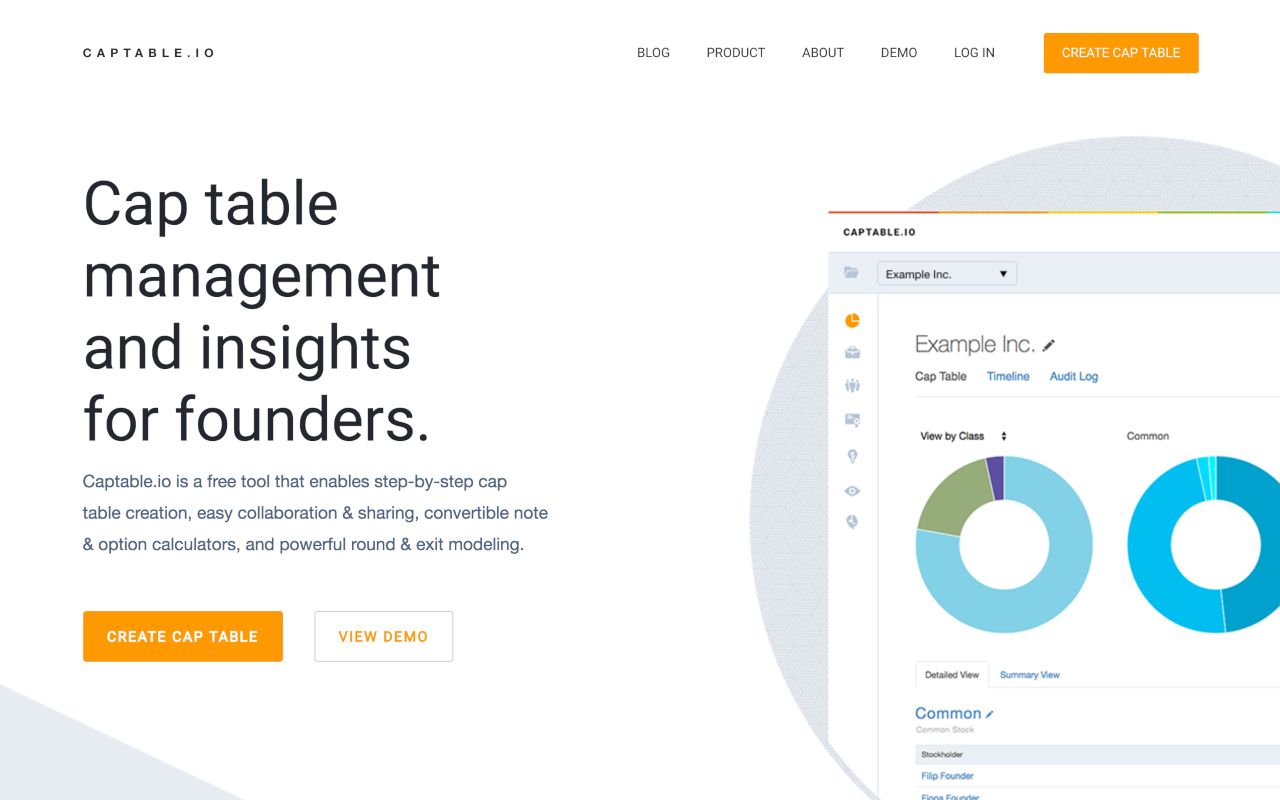 CAPTABLE.IO
BLOG PRODUCT ABOUT DEMO LOG IN CREATE CAP TABLE
Cap table
management
and insights
for founders.
Captable.io is a free tool that enables step-by-step cap
table creation, easy collaboration & sharing, convertible note
& option calculators, and powerful round & exit modeling.
CREATE CAP TABLE VIEW DEMO
CAPTABLE.IO
Example Inc.
Example Inc.
Cap Table Timeline Audit Log
View by Class Common
Detailed View Summary View
Common
Common Stock
Stockholder
Filip Founder
Fiona Founder